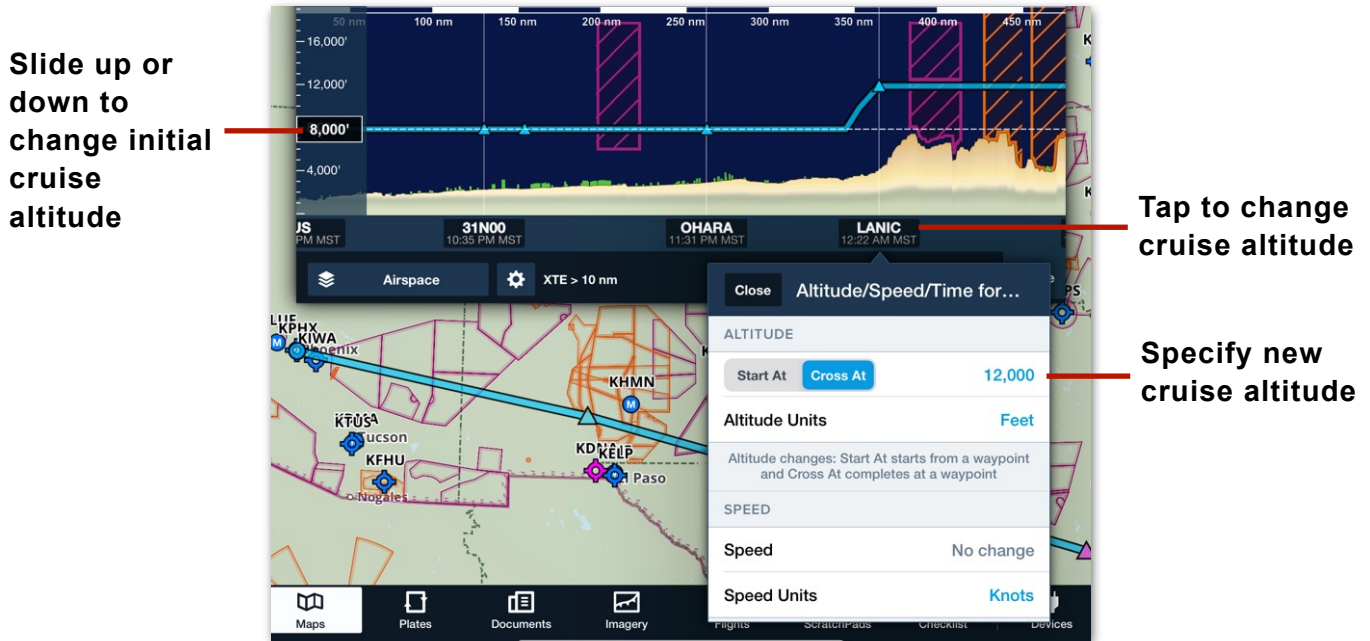 50 nm 100 nm 150 nm 200 nm 250 nm 300 nm 350 nm 400 nm 450 nm
16,000'
12,000'
8,000'
4,000'
Slide up or
down to
change initial
cruise
altitude
US 31N00 OHARA LANIC
PM MST 10:35 PM MST 11:31 PM MST 12:22 AM MST
Tap to change
cruise altitude
Airspace XTE > 10 nm
Close Altitude/Speed/Time for...
ALTITUDE
Start At Cross At 12,000
Altitude Units Feet
Altitude changes: Start At starts from a waypoint
and Cross At completes at a waypoint
SPEED
Speed No change
Speed Units Knots
Specify new
cruise altitude
KPHX
KIWA
Phoenix
KHMN
M
M
KTUS
Tucson
KFHU
Nogales
KELP
El Paso
PS
Maps Plates Documents Imagery Flights ScratchPads Checklist Devices